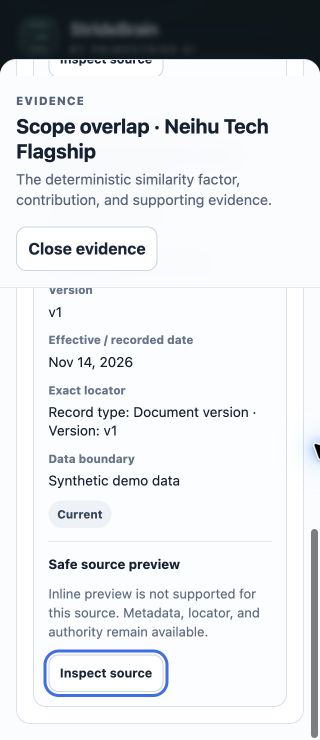 StrideBrain
Inspect source
EVIDENCE
Scope overlap · Neihu Tech
Flagship
The deterministic similarity factor,
contribution, and supporting evidence.
Close evidence
Version
v1
Effective / recorded date
Nov 14, 2026
Exact locator
Record type: Document version ·
Version: v1
Data boundary
Synthetic demo data
Current
Safe source preview
Inline preview is not supported for
this source. Metadata, locator, and
authority remain available.
Inspect source